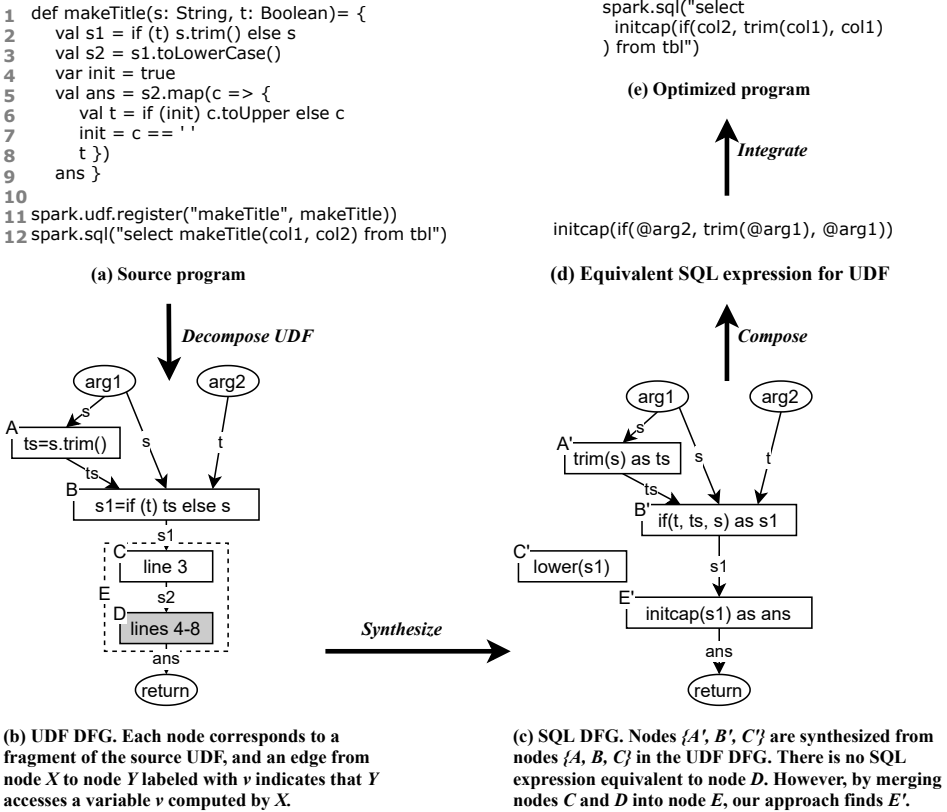 1 def makeTitle(s: String, t: Boolean)= {
2 val s1 = if (t) s.trim() else s
3 val s2 = s1.toLowerCase()
4 var init = true
5 val ans = s2.map(c => {
6 val t = if (init) c.toUpper else c
7 init = c == ' '
8 t })
9 ans }
10
11 spark.udf.register("makeTitle", makeTitle))
12 spark.sql("select makeTitle(col1, col2) from tbl")
(a) Source program
Decompose UDF
arg1
arg2
s
A
ts=s.trim()
s
t
ts
B
s1=if (t) ts else s
s1
C
line 3
E
s2
D
lines 4-8
ans
return
(b) UDF DFG. Each node corresponds to a
fragment of the source UDF, and an edge from
node X to node Y labeled with v indicates that Y
accesses a variable v computed by X.
Synthesize
spark.sql("select
initcap(if(col2, trim(col1), col1)
) from tbl")
(e) Optimized program
Integrate
initcap(if(@arg2, trim(@arg1), @arg1))
(d) Equivalent SQL expression for UDF
Compose
arg1
arg2
s
A'
trim(s) as ts
s
t
ts
B'
if(t, ts, s) as s1
C'
lower(s1)
s1
E'
initcap(s1) as ans
ans
return
(c) SQL DFG. Nodes {A', B', C'} are synthesized from
nodes {A, B, C} in the UDF DFG. There is no SQL
expression equivalent to node D. However, by merging
nodes C and D into node E, our approach finds E'.